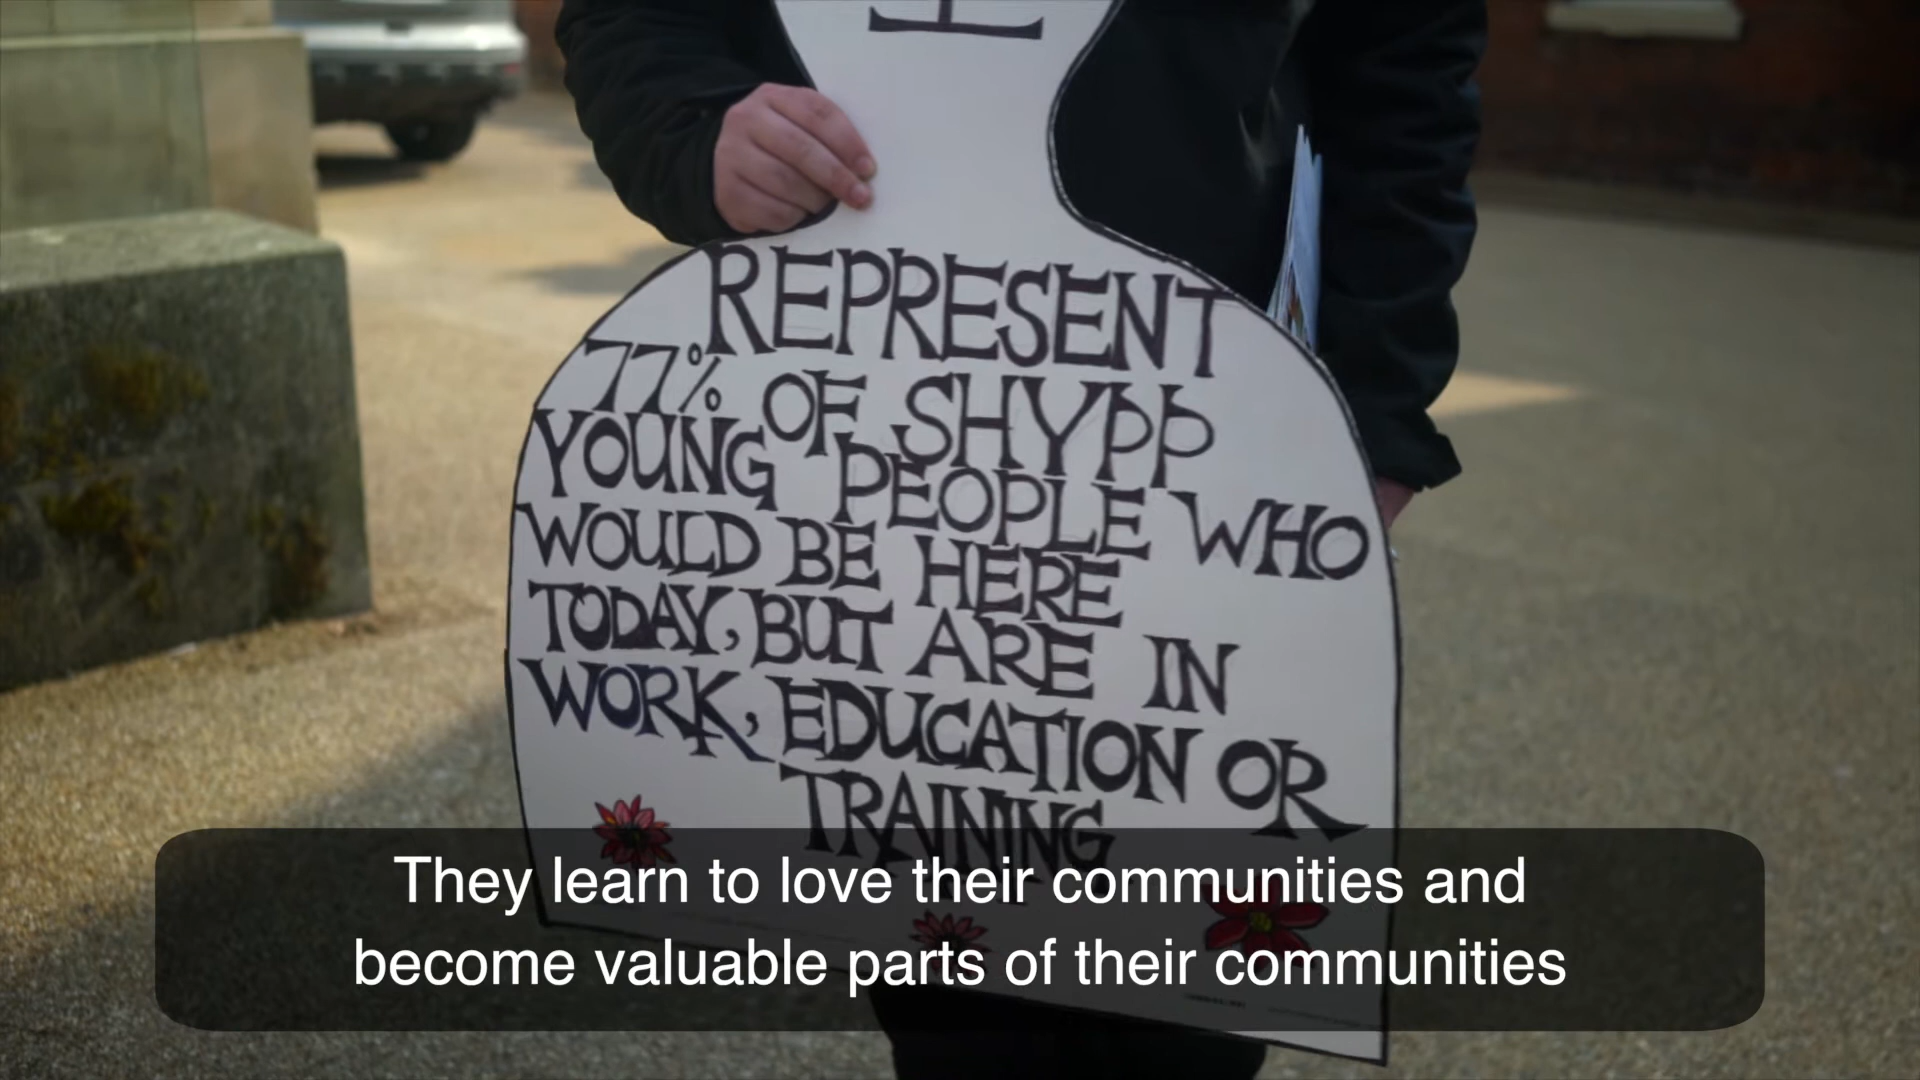 I
REPRESENT
77% OF SHYPP
YOUNG PEOPLE WHO
WOULD BE HERE
TODAY, BUT ARE IN
WORK, EDUCATION OR
TRAINING
They learn to love their communities and
become valuable parts of their communities